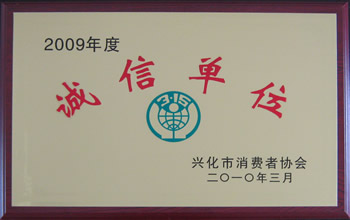 2009年度
诚信单位
315
兴化市消费者协会
二〇一〇年三月